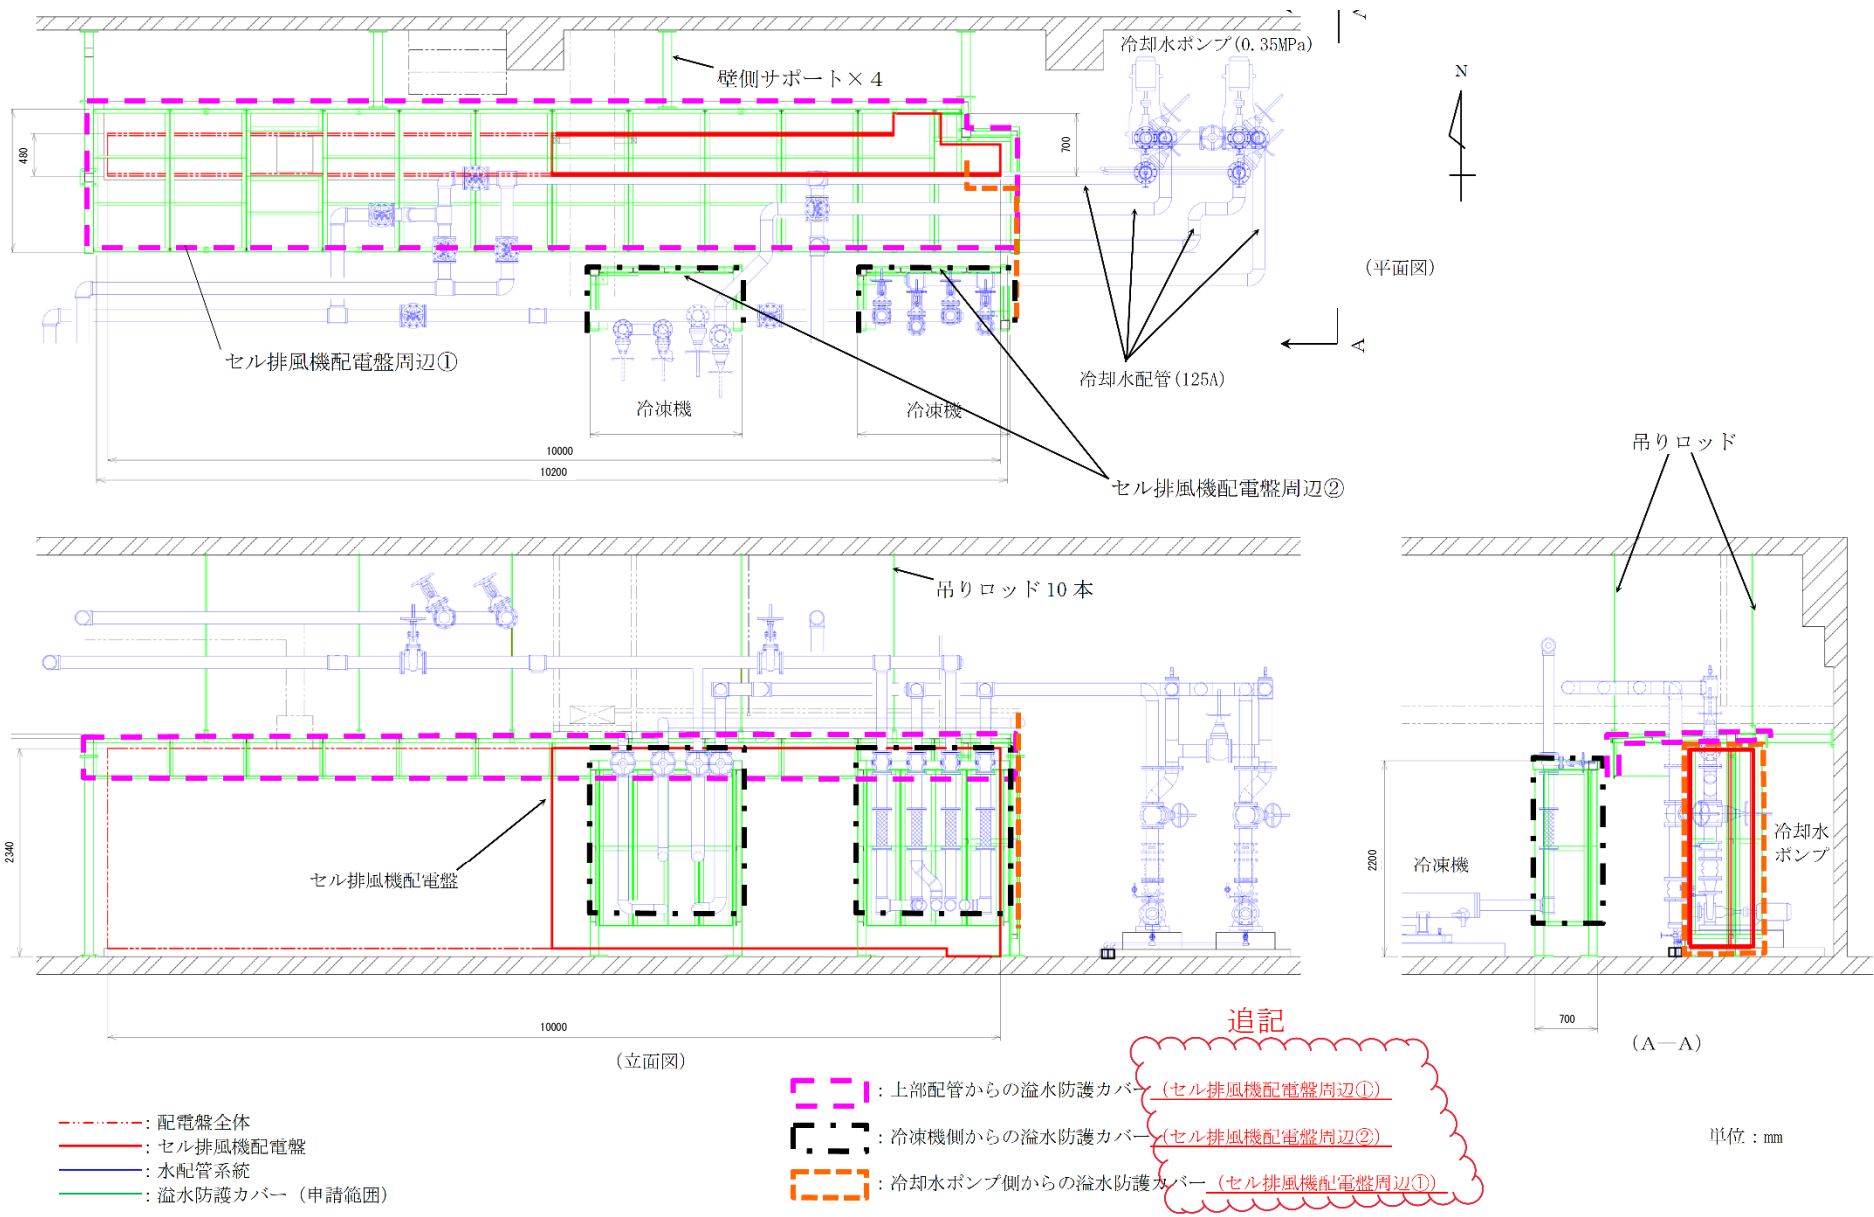 A
冷却水ポンプ(0.35MPa)
壁側サポート×４
N
480
700
(平面図)
セル排風機配電盤周辺①
A
冷却水配管(125A)
冷凍機
冷凍機
10000
10200
セル排風機配電盤周辺②
吊りロッド
吊りロッド 10 本
2340
セル排風機配電盤
2200
冷凍機
冷却水
ポンプ
10000
700
(立面図)
(A―A)
追記
：上部配管からの溢水防護カバー (セル排風機配電盤周辺①)
：冷凍機側からの溢水防護カバー (セル排風機配電盤周辺②)
：冷却水ポンプ側からの溢水防護カバー (セル排風機配電盤周辺①)
：配電盤全体
：セル排風機配電盤
：水配管系統
：溢水防護カバー（申請範囲）
単位：mm